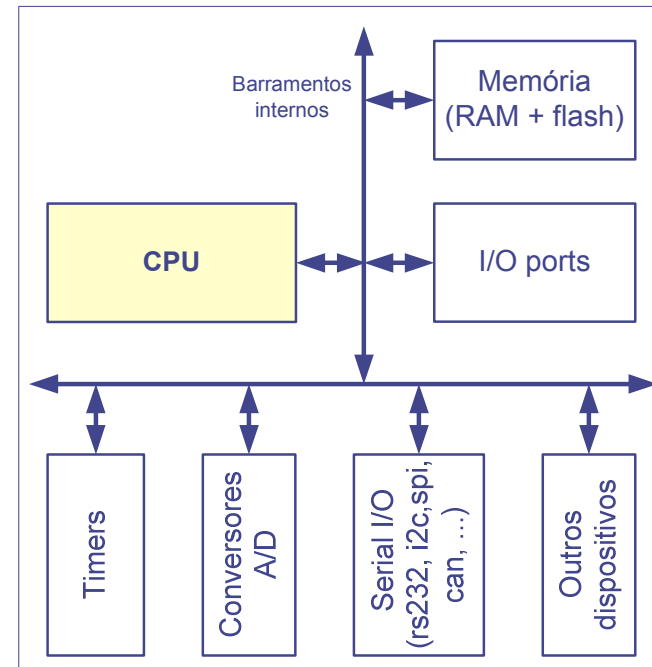 Barramentos
internos
Memória
(RAM + flash)
CPU
I/O ports
Timers
Conversores
A/D
Serial I/O
(rs232, i2c,spi,
can, ...)
Outros
dispositivos